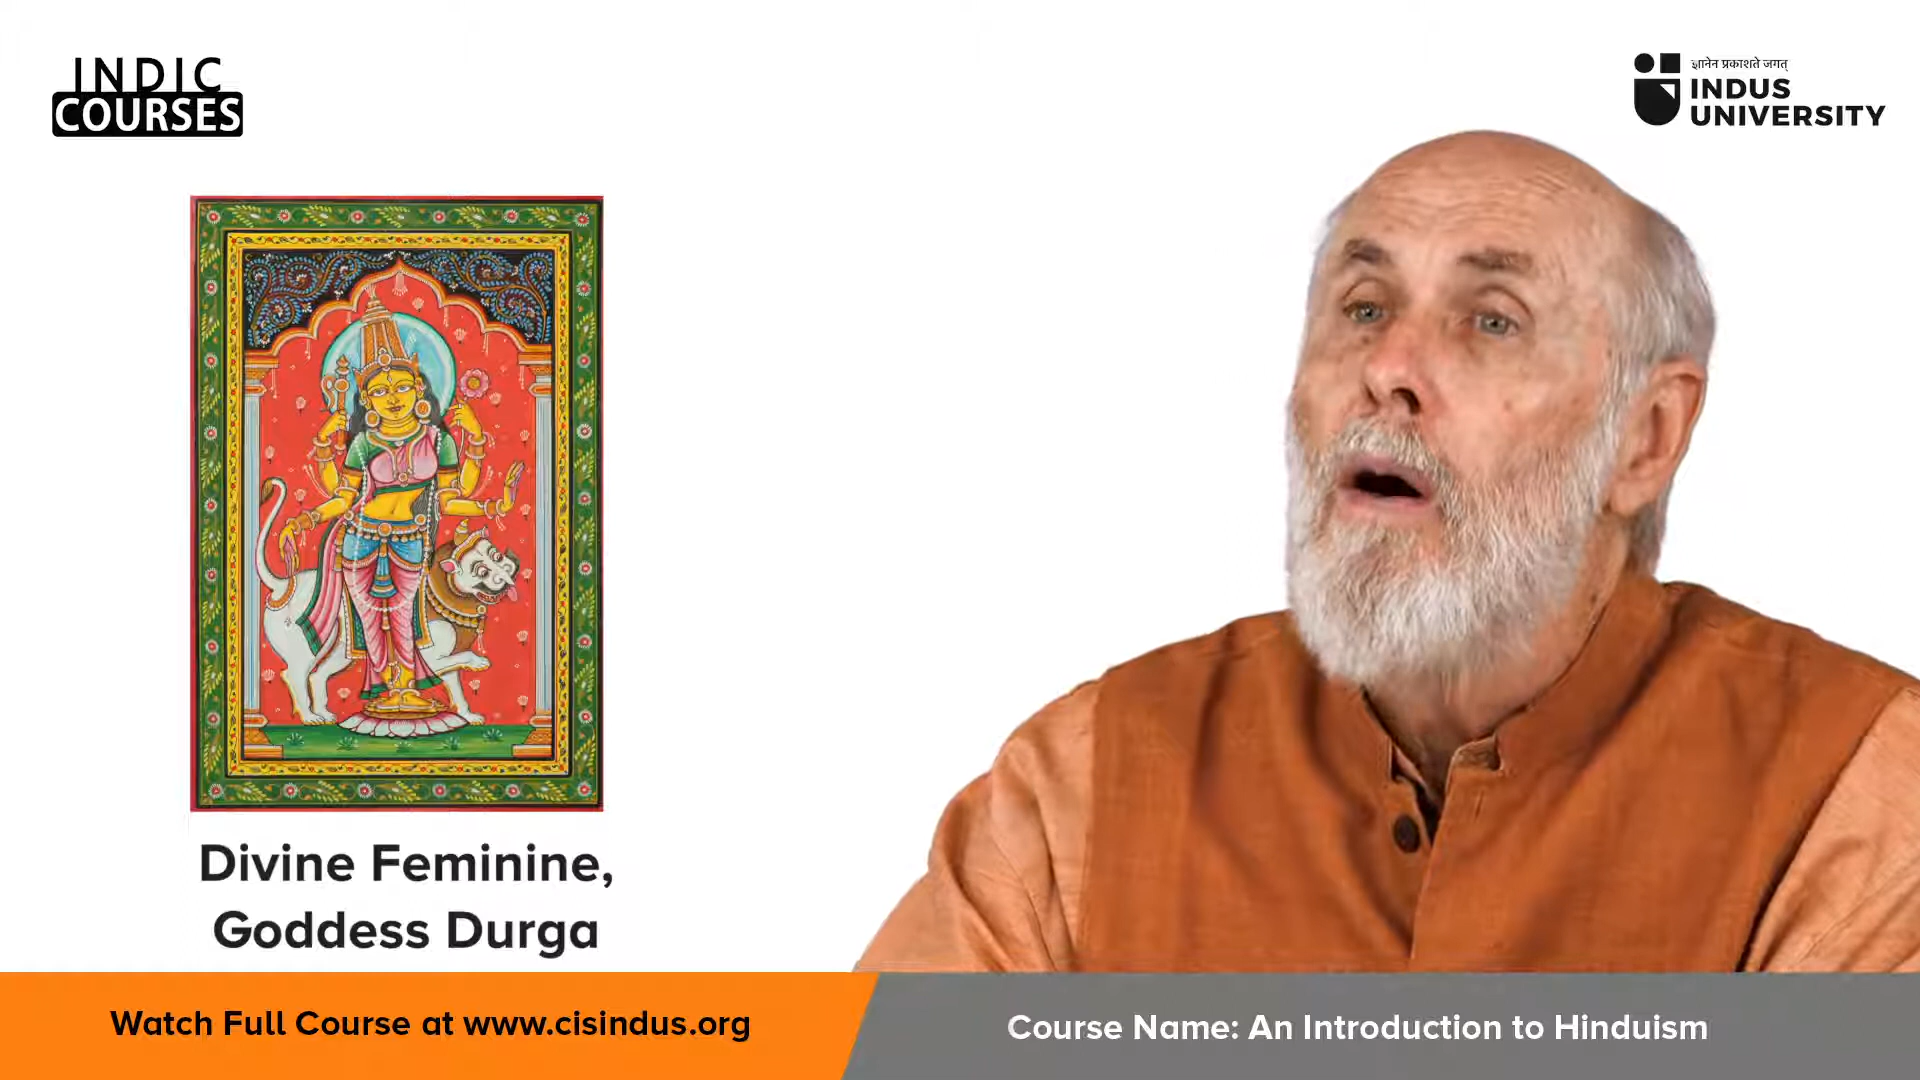 INDIC
COURSES
ज्ञानेन प्रकाशते जगत्
INDUS
UNIVERSITY
Divine Feminine,
Goddess Durga
Watch Full Course at www.cisindus.org
Course Name: An Introduction to Hinduism